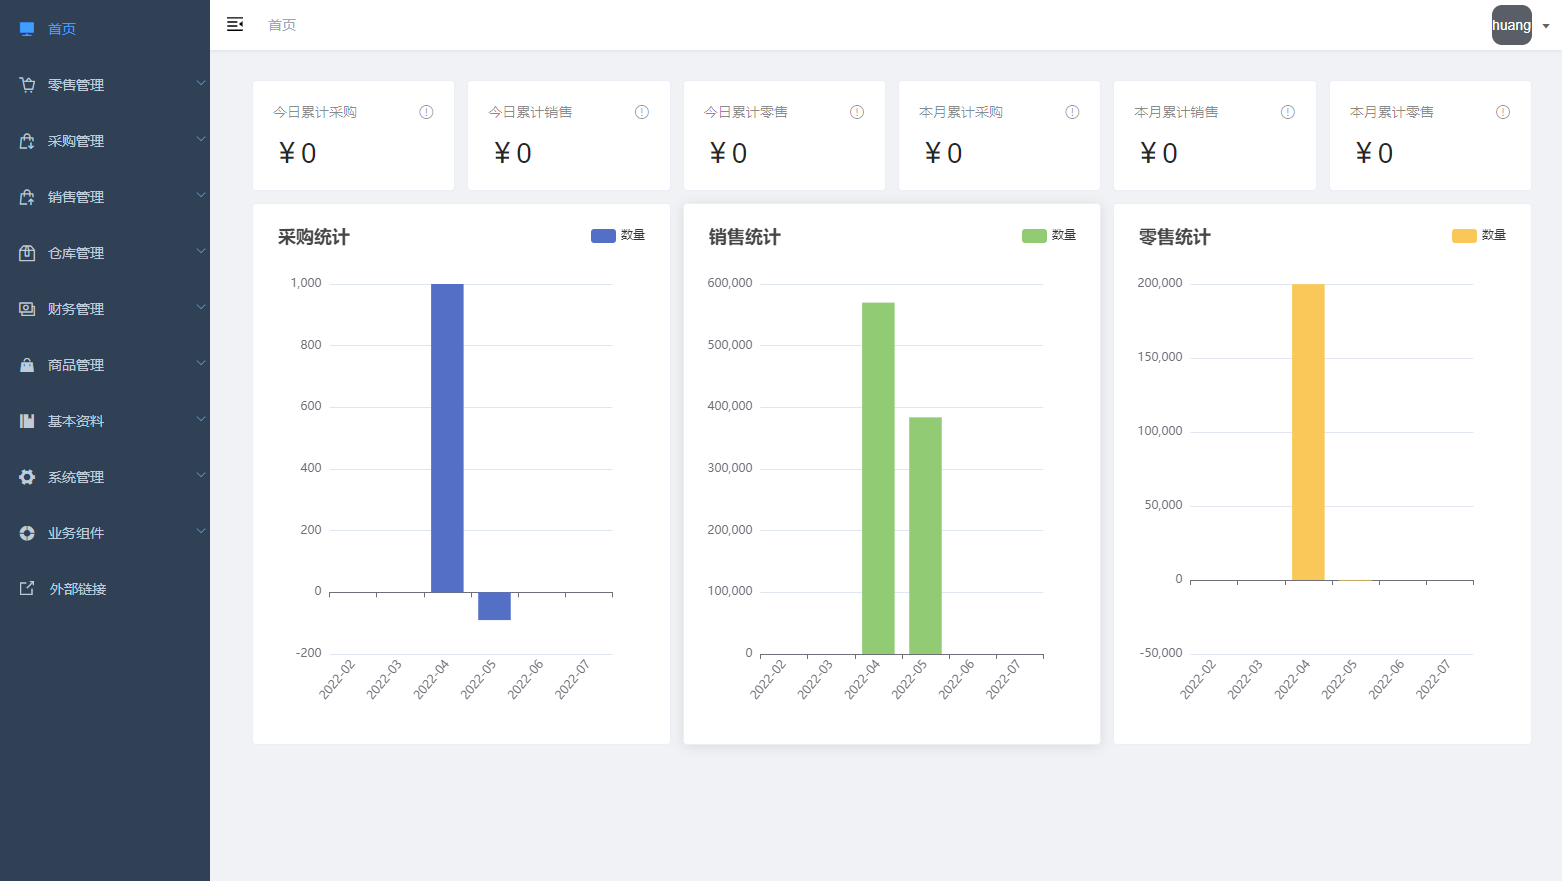 首页
零售管理
采购管理
销售管理
仓库管理
财务管理
商品管理
基本资料
系统管理
业务组件
外部链接
首页
huang
今日累计采购
¥ 0
今日累计销售
¥ 0
今日累计零售
¥ 0
本月累计采购
¥ 0
本月累计销售
¥ 0
本月累计零售
¥ 0
采购统计
数量
1,000
800
600
400
200
0
-200
2022-02
2022-03
2022-04
2022-05
2022-06
2022-07
销售统计
数量
600,000
500,000
400,000
300,000
200,000
100,000
0
2022-02
2022-03
2022-04
2022-05
2022-06
2022-07
零售统计
数量
200,000
150,000
100,000
50,000
0
-50,000
2022-02
2022-03
2022-04
2022-05
2022-06
2022-07